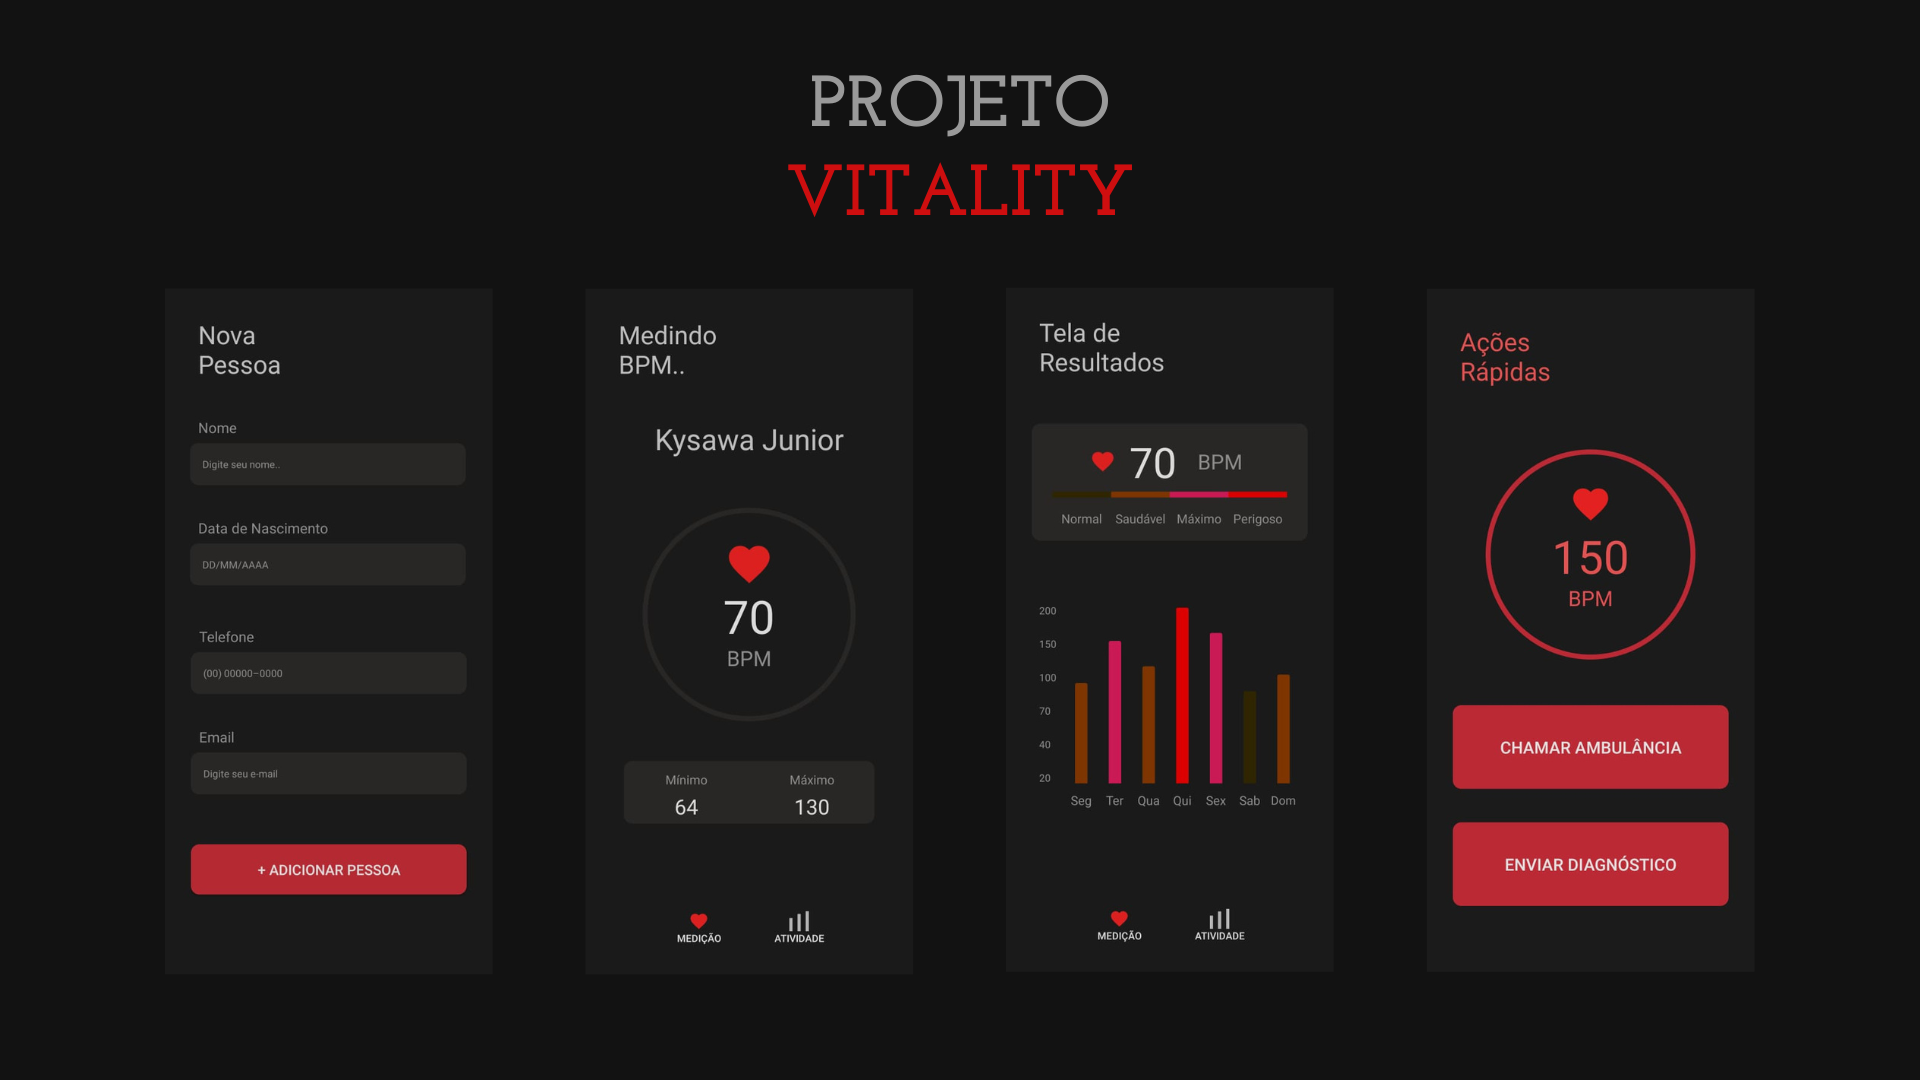 PROJETO
VITALITY
Nova
Pessoa
Nome
Digite seu nome..
Data de Nascimento
DD/MM/AAAA
Telefone
(00) 00000-0000
Email
Digite seu e-mail
+ ADICIONAR PESSOA
Medindo
BPM..
Kysawa Junior
70
BPM
Mínimo Máximo
64 130
MEDIÇÃO ATIVIDADE
Tela de
Resultados
70 BPM
Normal Saudável Máximo Perigoso
200
150
100
70
40
20
Seg Ter Qua Qui Sex Sab Dom
MEDIÇÃO ATIVIDADE
Ações
Rápidas
150
BPM
CHAMAR AMBULÂNCIA
ENVIAR DIAGNÓSTICO